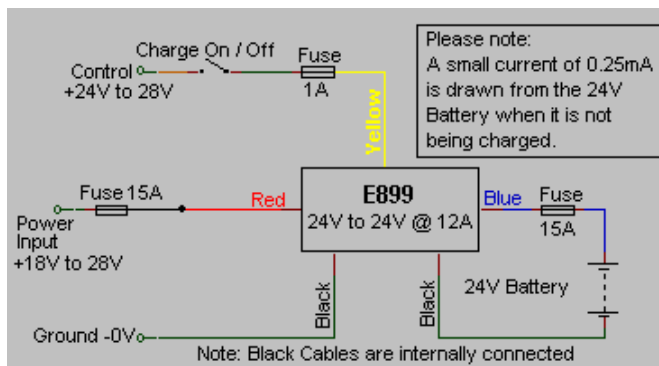 Charge On / Off
Fuse
Control
+24V to 28V
1A
Yellow
Please note:
A small current of 0.25mA
is drawn from the 24V
Battery when it is not
being charged.
Fuse 15A
Red
E899
24V to 24V @ 12A
Blue
Fuse
15A
Power
Input
+18V to 28V
Black
Black
24V Battery
Ground -0V
Note: Black Cables are internally connected